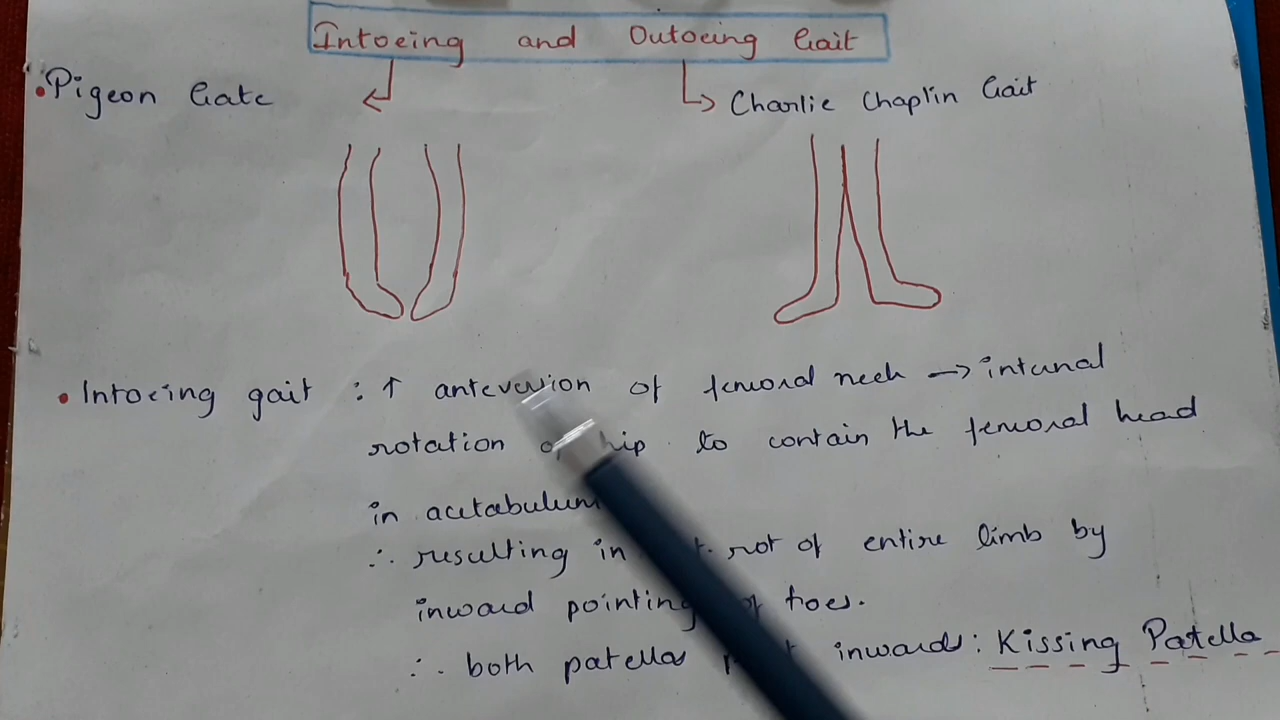 Intoeing and Outoeing Gait
• Pigeon Gate
Charlie Chaplin Gait
• Intoeing gait : ↑ anteversion of femoral neck → internal
rotation hip to contain the femoral head
in acetabulum
∴ resulting in rot of entire limb by
inward pointing of toes.
∴ both patellas inwards: Kissing Patella